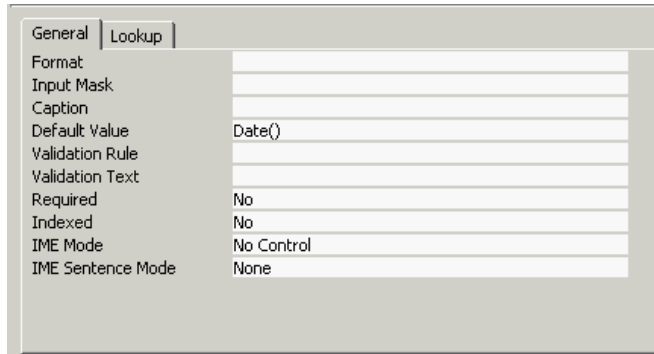 General Lookup
Format
Input Mask
Caption
Default Value Date()
Validation Rule
Validation Text
Required No
Indexed No
IME Mode No Control
IME Sentence Mode None